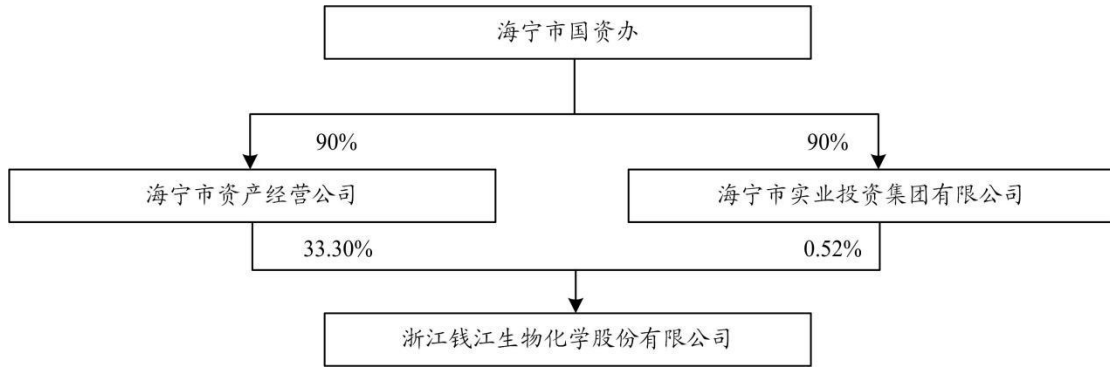 海宁市国资办
90%
90%
海宁市资产经营公司
海宁市实业投资集团有限公司
33.30%
0.52%
浙江钱江生物化学股份有限公司